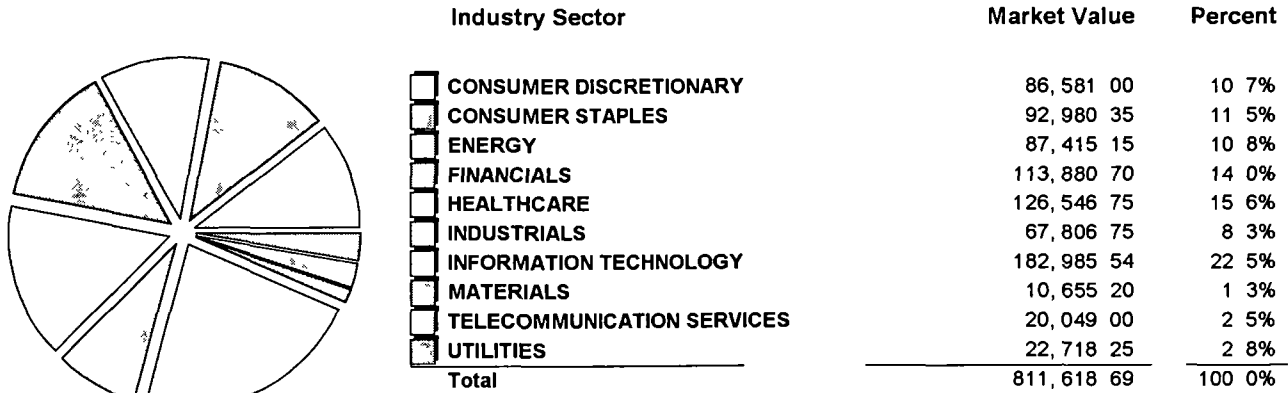 Industry Sector Market Value Percent
CONSUMER DISCRETIONARY 86, 581 00 10 7%
CONSUMER STAPLES 92, 980 35 11 5%
ENERGY 87, 415 15 10 8%
FINANCIALS 113, 880 70 14 0%
HEALTHCARE 126, 546 75 15 6%
INDUSTRIALS 67, 806 75 8 3%
INFORMATION TECHNOLOGY 182, 985 54 22 5%
MATERIALS 10, 655 20 1 3%
TELECOMMUNICATION SERVICES 20, 049 00 2 5%
UTILITIES 22, 718 25 2 8%
Total 811, 618 69 100 0%